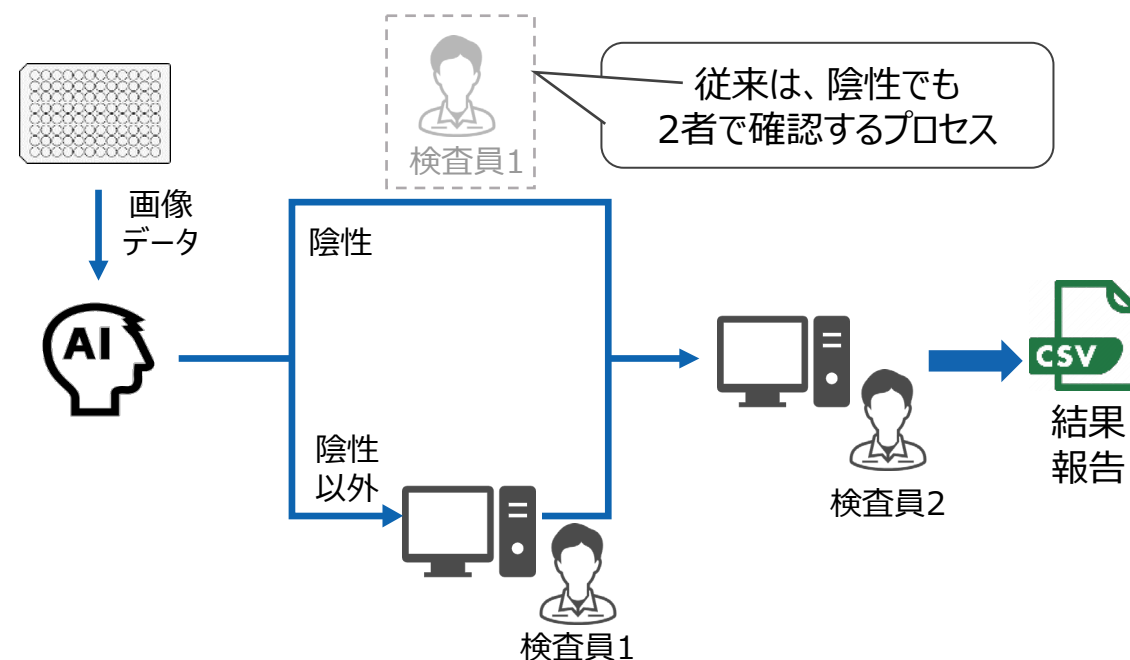 検査員1
従来は、陰性でも
2者で確認するプロセス
画像
データ
陰性
AI
陰性
以外
検査員1
検査員2
CSV
結果
報告